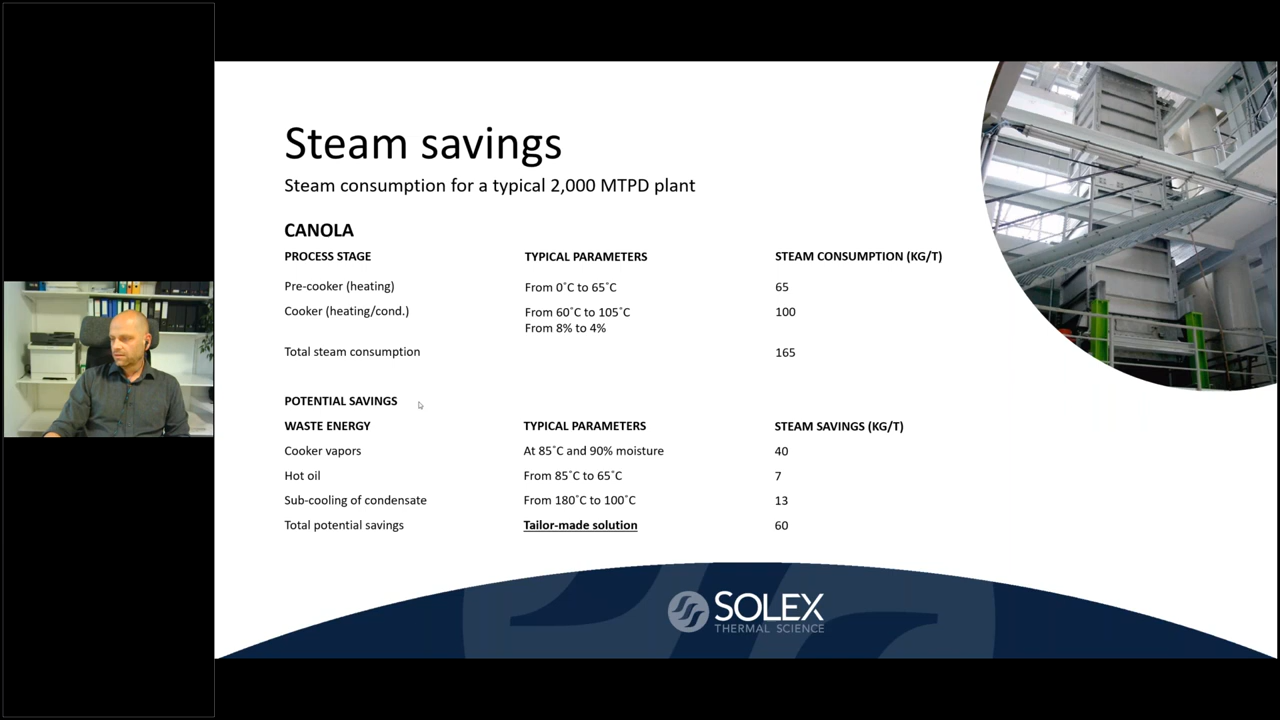 Steam savings
Steam consumption for a typical 2,000 MTPD plant
CANOLA
PROCESS STAGE TYPICAL PARAMETERS STEAM CONSUMPTION (KG/T)
Pre-cooker (heating) From 0˚C to 65˚C 65
Cooker (heating/cond.) From 60˚C to 105˚C 100
From 8% to 4%
Total steam consumption 165
POTENTIAL SAVINGS
WASTE ENERGY TYPICAL PARAMETERS STEAM SAVINGS (KG/T)
Cooker vapors At 85˚C and 90% moisture 40
Hot oil From 85˚C to 65˚C 7
Sub-cooling of condensate From 180˚C to 100˚C 13
Total potential savings Tailor-made solution 60
SOLEX
THERMAL SCIENCE